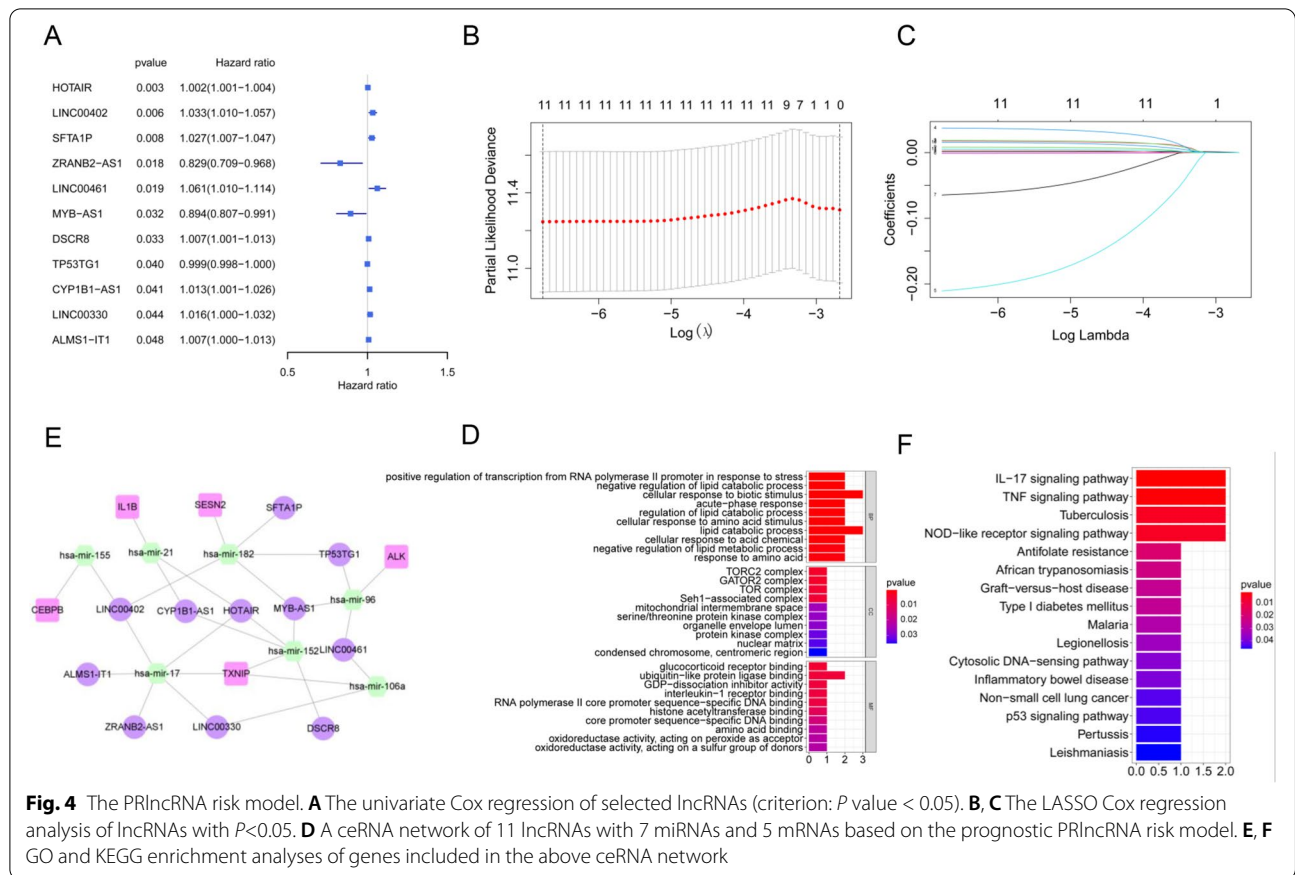 A
pvalue Hazard ratio
HOTAIR 0.003 1.002(1.001−1.004)
LINC00402 0.006 1.033(1.010−1.057)
SFTA1P 0.008 1.027(1.007−1.047)
ZRANB2−AS1 0.018 0.829(0.709−0.968)
LINC00461 0.019 1.061(1.010−1.114)
MYB−AS1 0.032 0.894(0.807−0.991)
DSCR8 0.033 1.007(1.001−1.013)
TP53TG1 0.040 0.999(0.998−1.000)
CYP1B1−AS1 0.041 1.013(1.001−1.026)
LINC00330 0.044 1.016(1.000−1.032)
ALMS1−IT1 0.048 1.007(1.000−1.013)
0.5 1 1.5
Hazard ratio
B
11 11 11 11 11 11 11 11 11 11 11 11 11 9 7 1 1 0
Partial Likelihood Deviance
11.4
11.0
−6 −5 −4 −3
Log (λ)
C
11 11 11 1
Coefficients
0.00
−0.10
−0.20
−6 −5 −4 −3
Log Lambda
E
IL1B
SESN2
SFTA1P
hsa-mir-155
hsa-mir-21
hsa-mir-182
TP53TG1
ALK
CEBPB
LINC00402
CYP1B1-AS1
HOTAIR
MYB-AS1
hsa-mir-96
hsa-mir-152
LINC00461
ALMS1-IT1
hsa-mir-17
TXNIP
hsa-mir-106a
ZRANB2-AS1
LINC00330
DSCR8
D
positive regulation of transcription from RNA polymerase II promoter in response to stress
negative regulation of lipid catabolic process
cellular response to biotic stimulus
acute−phase response
regulation of lipid catabolic process
cellular response to amino acid stimulus
lipid catabolic process
cellular response to acid chemical
negative regulation of lipid metabolic process
response to amino acid
BP
TORC2 complex
GATOR2 complex
TOR complex
Seh1−associated complex
mitochondrial intermembrane space
serine/threonine protein kinase complex
organelle envelope lumen
protein kinase complex
nuclear matrix
condensed chromosome, centromeric region
CC
glucocorticoid receptor binding
ubiquitin−like protein ligase binding
GDP−dissociation inhibitor activity
interleukin−1 receptor binding
RNA polymerase II core promoter sequence−specific DNA binding
histone acetyltransferase binding
core promoter sequence−specific DNA binding
amino acid binding
oxidoreductase activity, acting on peroxide as acceptor
oxidoreductase activity, acting on a sulfur group of donors
MF
0 1 2 3
pvalue
0.01
0.02
0.03
F
IL−17 signaling pathway
TNF signaling pathway
Tuberculosis
NOD−like receptor signaling pathway
Antifolate resistance
African trypanosomiasis
Graft−versus−host disease
Type I diabetes mellitus
Malaria
Legionellosis
Cytosolic DNA−sensing pathway
Inflammatory bowel disease
Non−small cell lung cancer
p53 signaling pathway
Pertussis
Leishmaniasis
0.0 0.5 1.0 1.5 2.0
pvalue
0.01
0.02
0.03
0.04
Fig. 4 The PRlncRNA risk model. A The univariate Cox regression of selected lncRNAs (criterion: P value < 0.05). B, C The LASSO Cox regression
analysis of lncRNAs with P<0.05. D A ceRNA network of 11 lncRNAs with 7 miRNAs and 5 mRNAs based on the prognostic PRlncRNA risk model. E, F
GO and KEGG enrichment analyses of genes included in the above ceRNA network